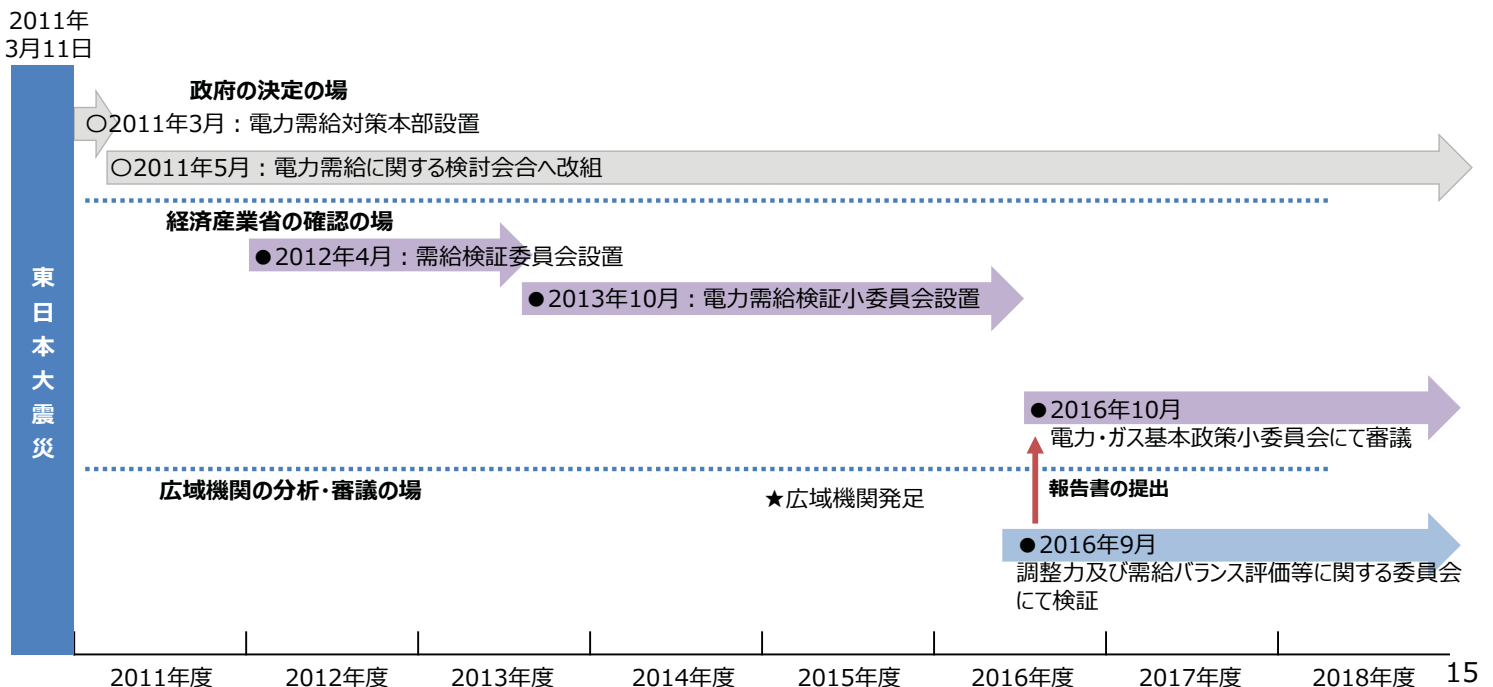 2011年
3月11日
東日本大震災
政府の決定の場
○2011年3月：電力需給対策本部設置
○2011年5月：電力需給に関する検討会合へ改組
経済産業省の確認の場
●2012年4月：需給検証委員会設置
●2013年10月：電力需給検証小委員会設置
●2016年10月
電力・ガス基本政策小委員会にて審議
広域機関の分析・審議の場
★広域機関発足
報告書の提出
●2016年9月
調整力及び需給バランス評価等に関する委員会
にて検証
2011年度 2012年度 2013年度 2014年度 2015年度 2016年度 2017年度 2018年度
15